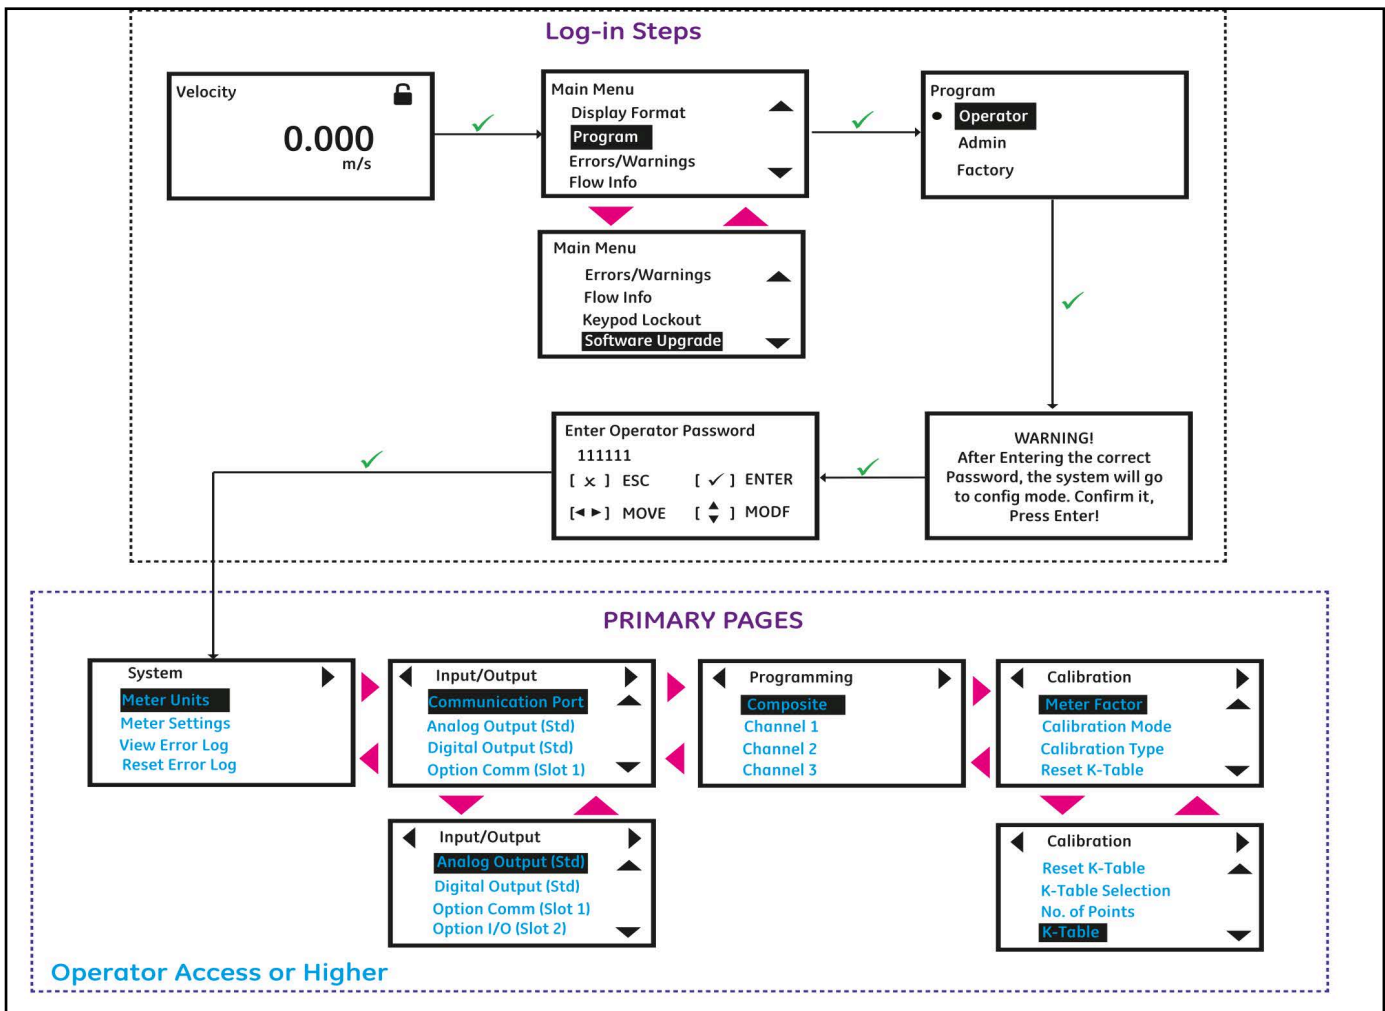 Log-in Steps
Velocity
0.000
m/s
Main Menu
Display Format
Program
Errors/Warnings
Flow Info
Program
Operator
Admin
Factory
Main Menu
Errors/Warnings
Flow Info
Keypod Lockout
Software Upgrade
Enter Operator Password
111111
[ x ] ESC [ ✓ ] ENTER
[◄ ►] MOVE [ ▲▼ ] MODF
WARNING!
After Entering the correct
Password, the system will go
to config mode. Confirm it,
Press Enter!
PRIMARY PAGES
System
Meter Units
Meter Settings
View Error Log
Reset Error Log
Input/Output
Communication Port
Analog Output (Std)
Digital Output (Std)
Option Comm (Slot 1)
Programming
Composite
Channel 1
Channel 2
Channel 3
Calibration
Meter Factor
Calibration Mode
Calibration Type
Reset K-Table
Input/Output
Analog Output (Std)
Digital Output (Std)
Option Comm (Slot 1)
Option I/O (Slot 2)
Calibration
Reset K-Table
K-Table Selection
No. of Points
K-Table
Operator Access or Higher